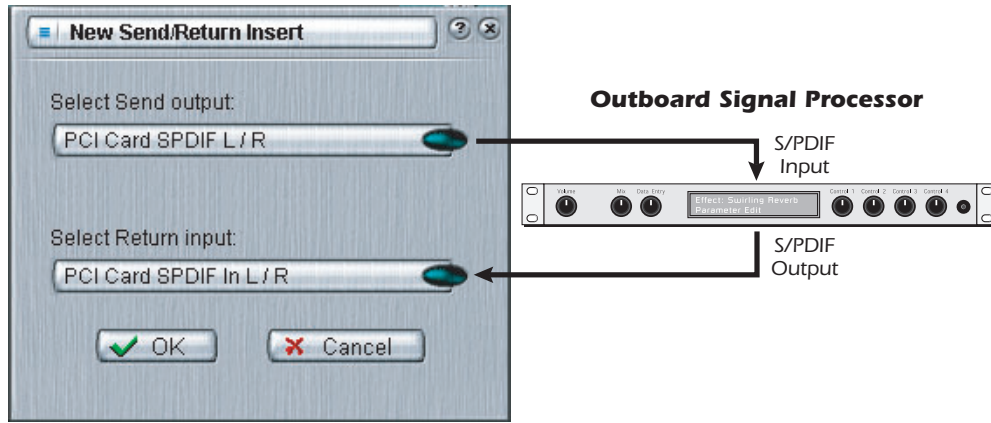 New Send/Return Insert
Select Send output:
PCI Card SPDIF L / R
Select Return input:
PCI Card SPDIF In L / R
OK
Cancel
Outboard Signal Processor
S/PDIF
Input
Volume
Mix
Data Entry
Effect: Swirling Reverb
Parameter Edit
Control 1
Control 2
Control 3
Control 4
S/PDIF
Output